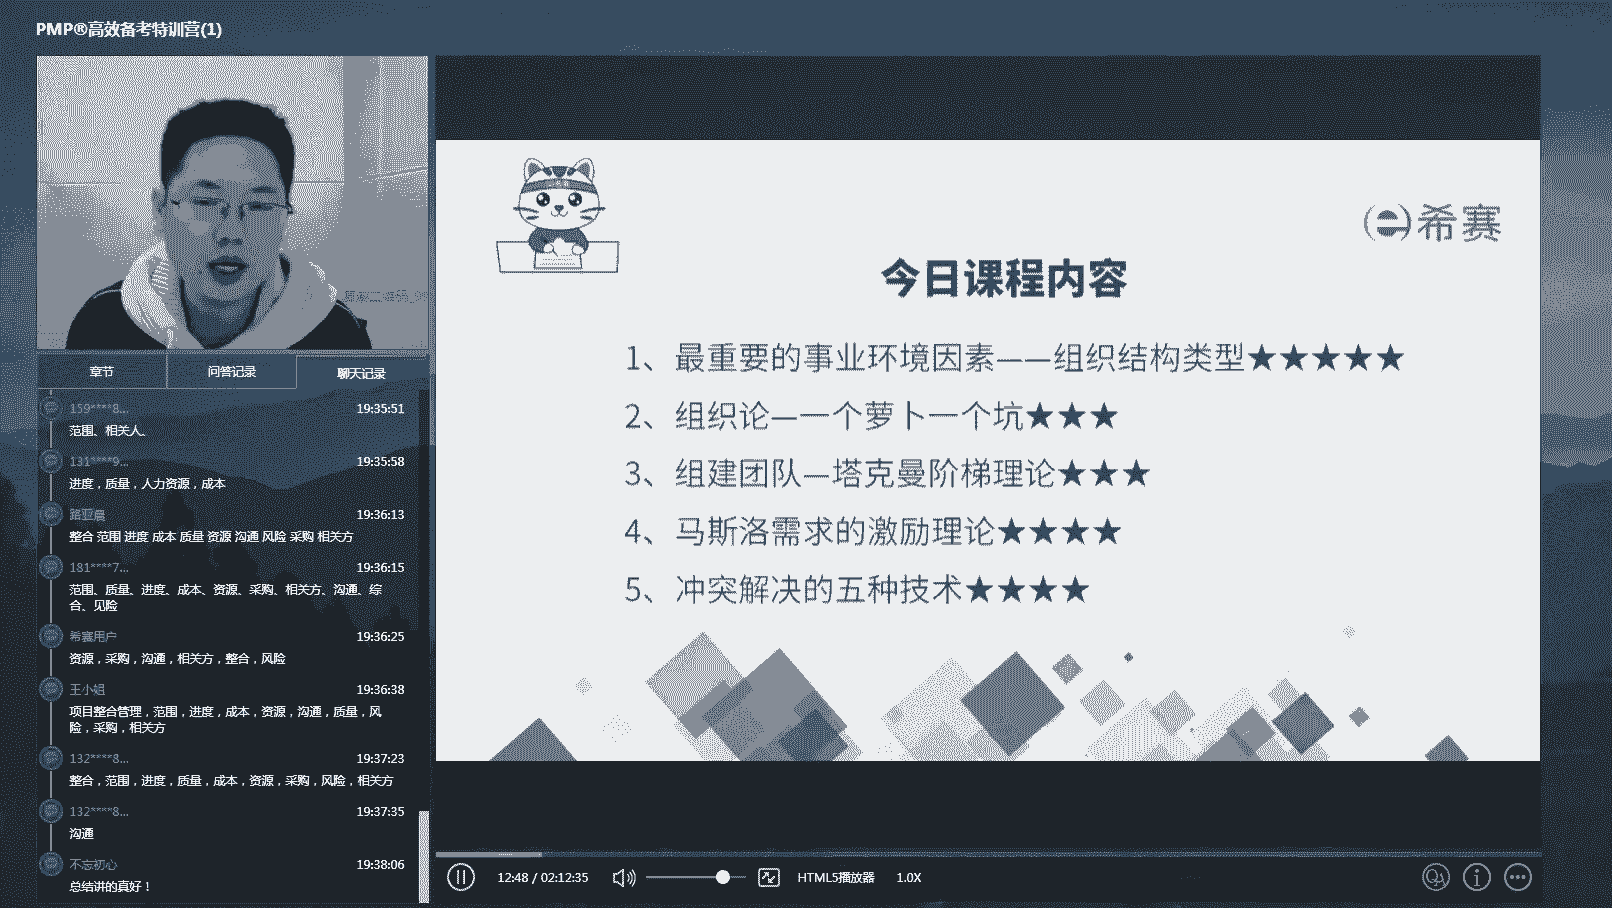 PMP®高效备考特训营(1)
章节
问答记录
聊天记录
159****8...
19:35:51
范围、相关人、
131****9...
19:35:58
进度，质量，人力资源，成本
路亚晨
19:36:13
整合 范围 进度 成本 质量 资源 沟通 风险 采购 相关方
181****7...
19:36:15
范围、质量、进度、成本、资源、采购、相关方、沟通、综
合、见险
希赛用户
19:36:25
资源，采购，沟通，相关方，整合，风险
王小姐
19:36:38
项目整合管理，范围，进度，成本，资源，沟通，质量，风
险，采购，相关方
132****8...
19:37:23
整合，范围，进度，质量，成本，资源，采购，风险，相关方
132****8...
19:37:35
沟通
不忘初心
19:38:06
总结讲的真好！
希赛
今日课程内容
1、最重要的事业环境因素——组织结构类型★★★★★
2、组织论—一个萝卜一个坑★★★
3、组建团队—塔克曼阶梯理论★★★
4、马斯洛需求的激励理论★★★★
5、冲突解决的五种技术★★★★
12:48 / 02:12:35
HTML5播放器
1.0X